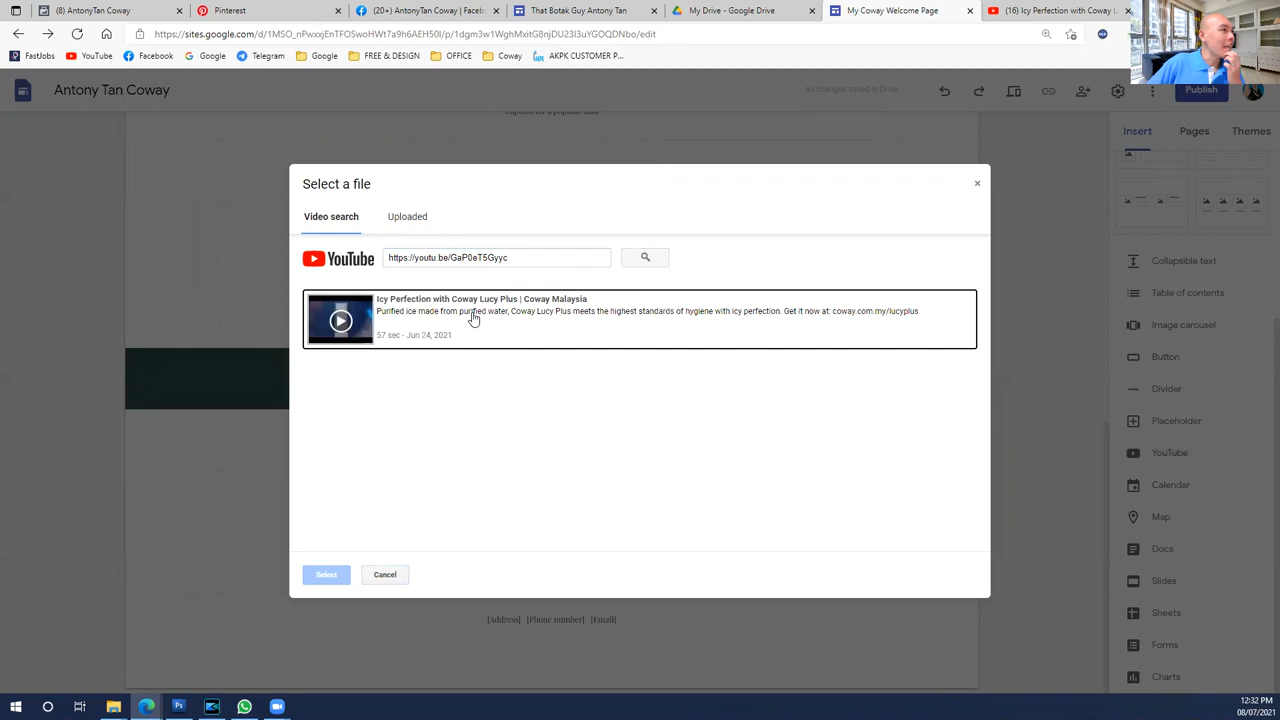 (8) AntonyTan Coway
Pinterest
(20+) AntonyTan Coway | Facebo
That Botak Guy Antony Tan
My Drive - Google Drive
My Coway Welcome Page
(16) Icy Perfection with Coway L
https://sites.google.com/d/1MSO_nPwxxjEnTFOSwoHWt7a9h6AEH50I/p/1dgm3w1WghMxitG8njDU23I3uYGOQDNbo/edit
FastJobs
YouTube
Facebook
Google
Telegram
Google
FREE & DESIGN
OFFICE
Coway
AKPK CUSTOMER P...
Antony Tan Coway
All changes saved in Drive
Publish
Insert
Pages
Themes
Select a file
Video search
Uploaded
YouTube
https://youtu.be/GaP0eT5Gyyc
Icy Perfection with Coway Lucy Plus | Coway Malaysia
Purified ice made from purified water, Coway Lucy Plus meets the highest standards of hygiene with icy perfection. Get it now at: coway.com.my/lucyplus
57 sec - Jun 24, 2021
Select
Cancel
Collapsible text
Table of contents
Image carousel
Button
Divider
Placeholder
YouTube
Calendar
Map
Docs
Slides
Sheets
Forms
Charts
[Address] [Phone number] [Email]
12:32 PM
08/07/2021